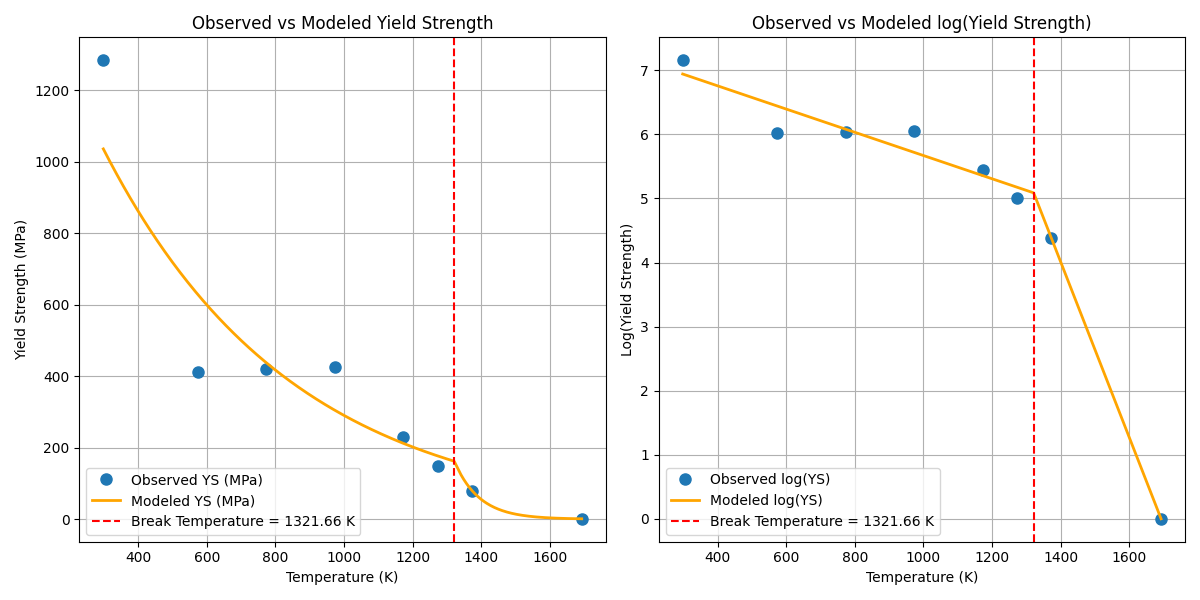 Observed vs Modeled Yield Strength
Yield Strength (MPa)
1200
1000
800
600
400
200
0
Observed YS (MPa)
Modeled YS (MPa)
Break Temperature = 1321.66 K
400 600 800 1000 1200 1400 1600
Temperature (K)
Observed vs Modeled log(Yield Strength)
Log(Yield Strength)
7
6
5
4
3
2
1
0
Observed log(YS)
Modeled log(YS)
Break Temperature = 1321.66 K
400 600 800 1000 1200 1400 1600
Temperature (K)